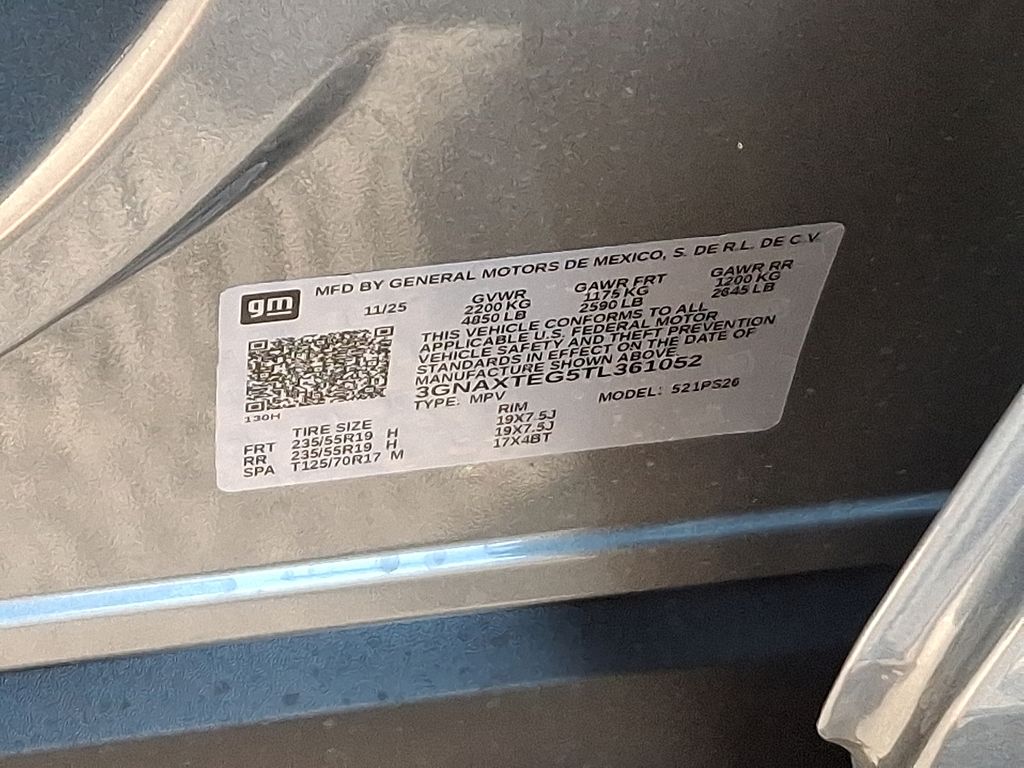 gm
MFD BY GENERAL MOTORS DE MEXICO, S. DE R.L. DE C.V.
11/25 GVWR GAWR FRT GAWR RR
2200 KG 1175 KG 1200 KG
4850 LB 2590 LB 2645 LB
THIS VEHICLE CONFORMS TO ALL
APPLICABLE U.S. FEDERAL MOTOR
VEHICLE SAFETY AND THEFT PREVENTION
STANDARDS IN EFFECT ON THE DATE OF
MANUFACTURE SHOWN ABOVE.
3GNAXTEG5TL361052
TYPE: MPV MODEL: 521PS26
130H
TIRE SIZE RIM
FRT 235/55R19 H 19X7.5J
RR 235/55R19 H 19X7.5J
SPA T125/70R17 M 17X4BT